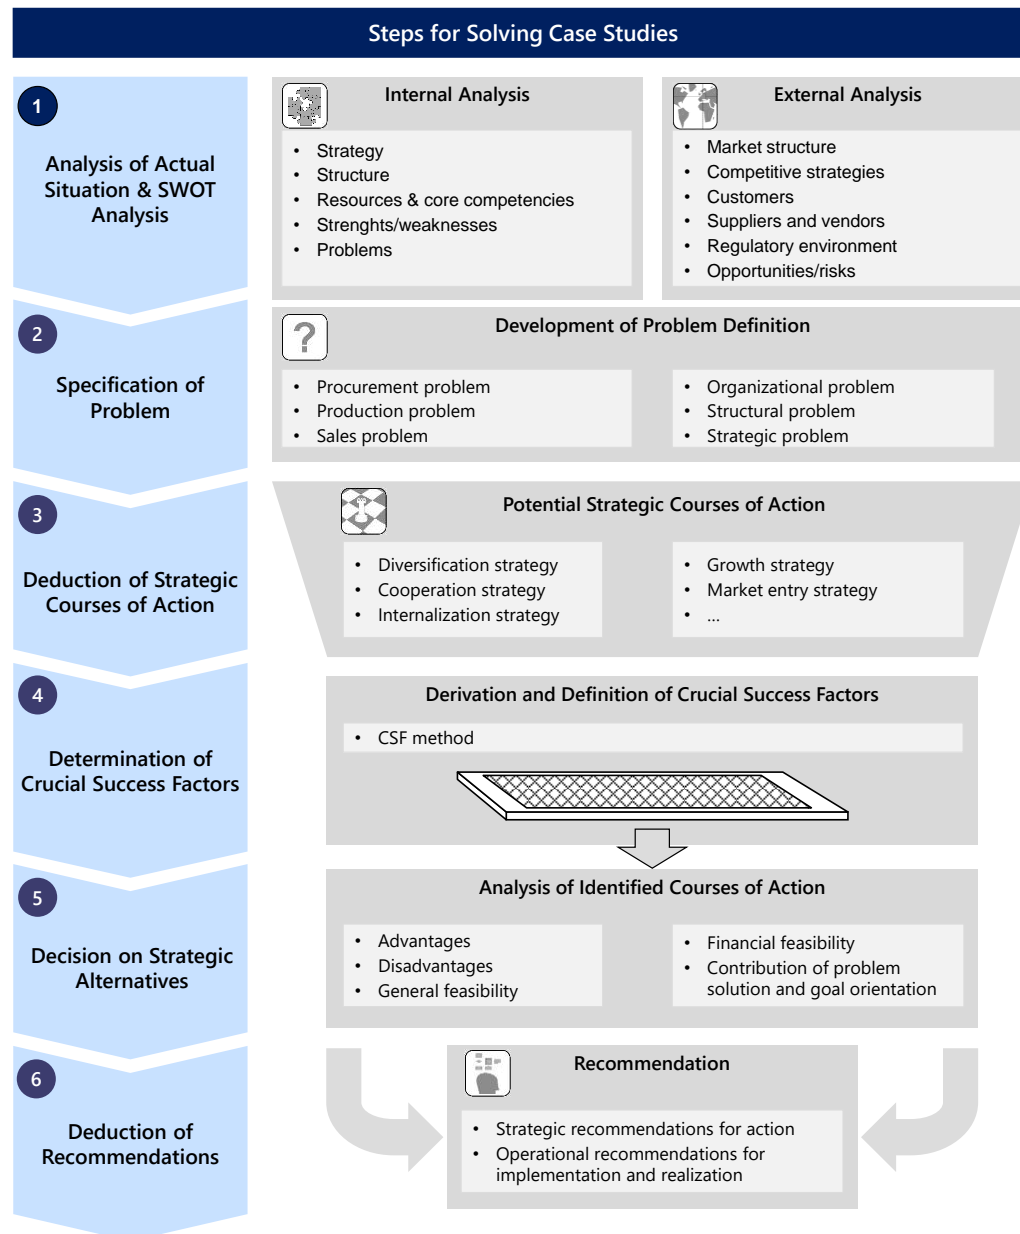 Steps for Solving Case Studies
1
Analysis of Actual
Situation & SWOT
Analysis
Internal Analysis
• Strategy
• Structure
• Resources & core competencies
• Strenghts/weaknesses
• Problems
External Analysis
• Market structure
• Competitive strategies
• Customers
• Suppliers and vendors
• Regulatory environment
• Opportunities/risks
2
Specification of
Problem
?
Development of Problem Definition
• Procurement problem
• Production problem
• Sales problem
• Organizational problem
• Structural problem
• Strategic problem
3
Deduction of Strategic
Courses of Action
Potential Strategic Courses of Action
• Diversification strategy
• Cooperation strategy
• Internalization strategy
• Growth strategy
• Market entry strategy
• ...
4
Determination of
Crucial Success Factors
Derivation and Definition of Crucial Success Factors
• CSF method
5
Decision on Strategic
Alternatives
Analysis of Identified Courses of Action
• Advantages
• Disadvantages
• General feasibility
• Financial feasibility
• Contribution of problem
solution and goal orientation
6
Deduction of
Recommendations
Recommendation
• Strategic recommendations for action
• Operational recommendations for
implementation and realization